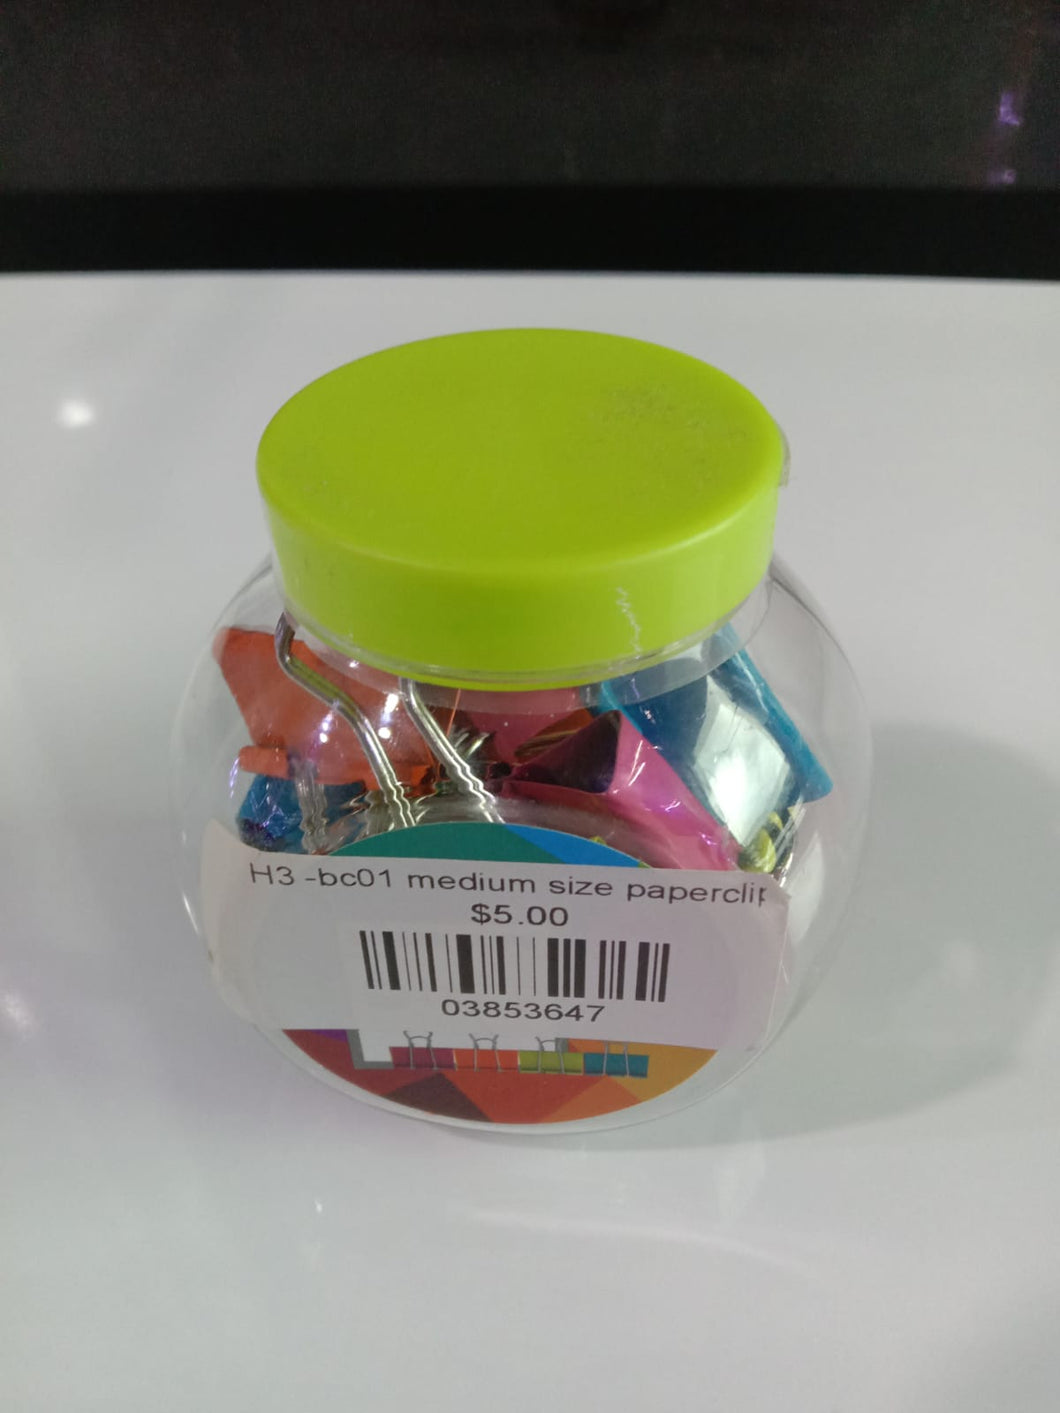 H3 -bc01 medium size paperclip
$5.00
03853647